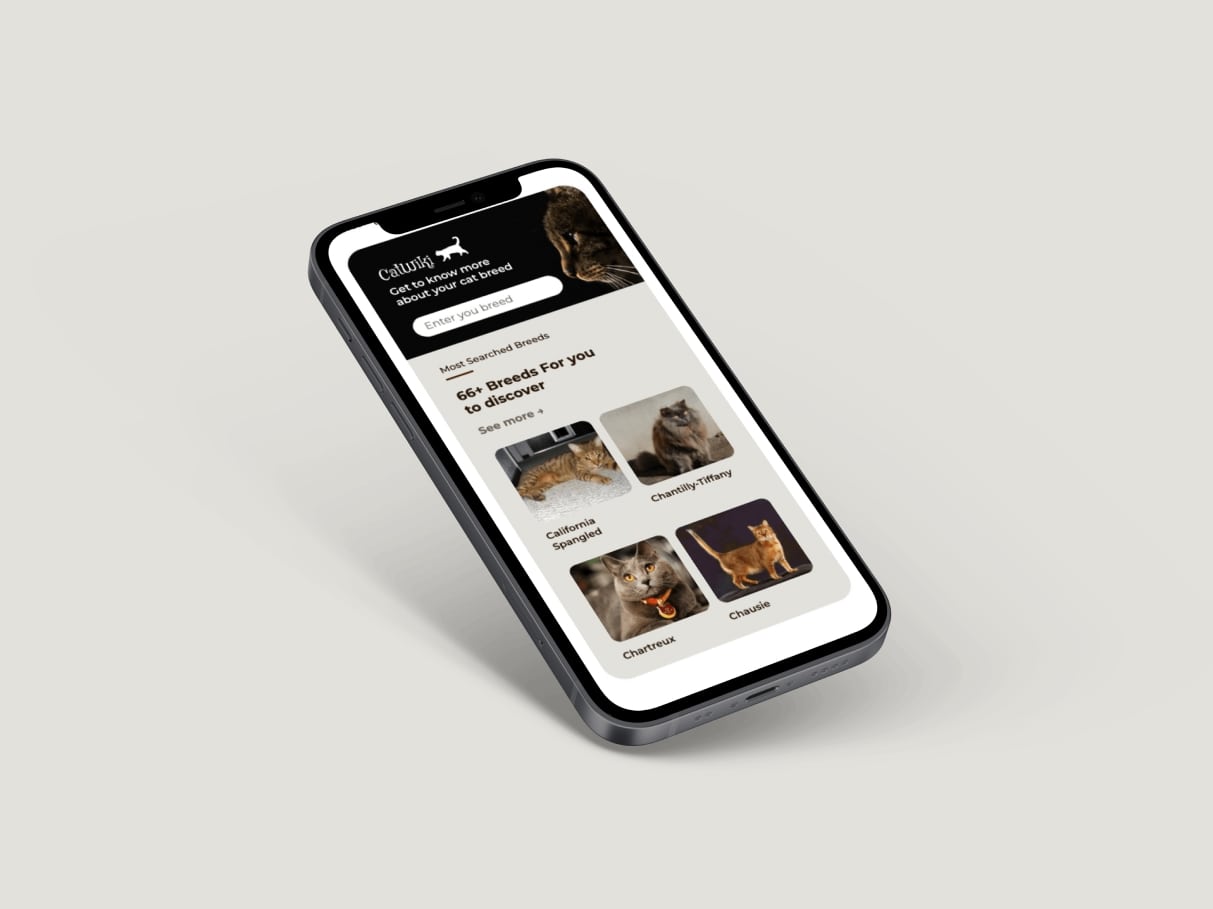 CatWiki
Get to know more
about your cat breed
Enter you breed
Most Searched Breeds
66+ Breeds For you
to discover
See more →
California
Spangled
Chantilly-Tiffany
Chartreux
Chausie